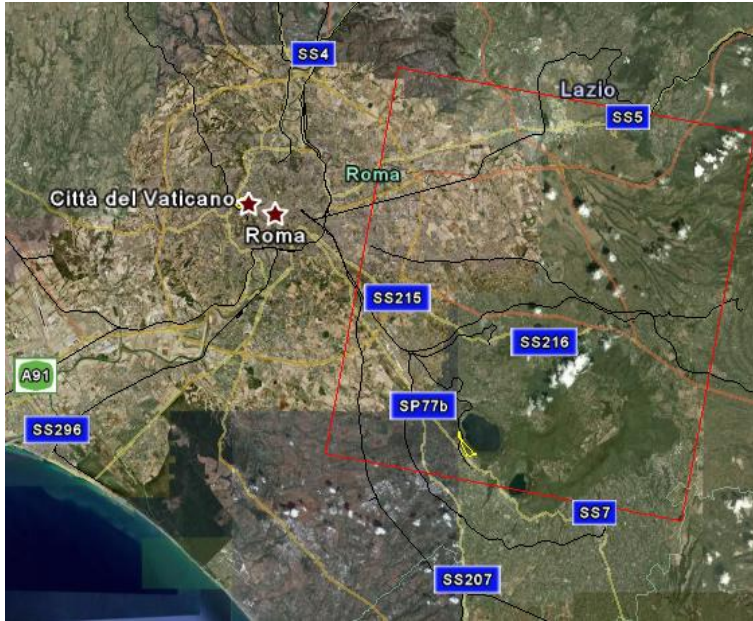 SS4
Lazio
SS5
Roma
Città del Vaticano
Roma
SS215
SS216
A91
SP77b
SS296
SS7
SS207